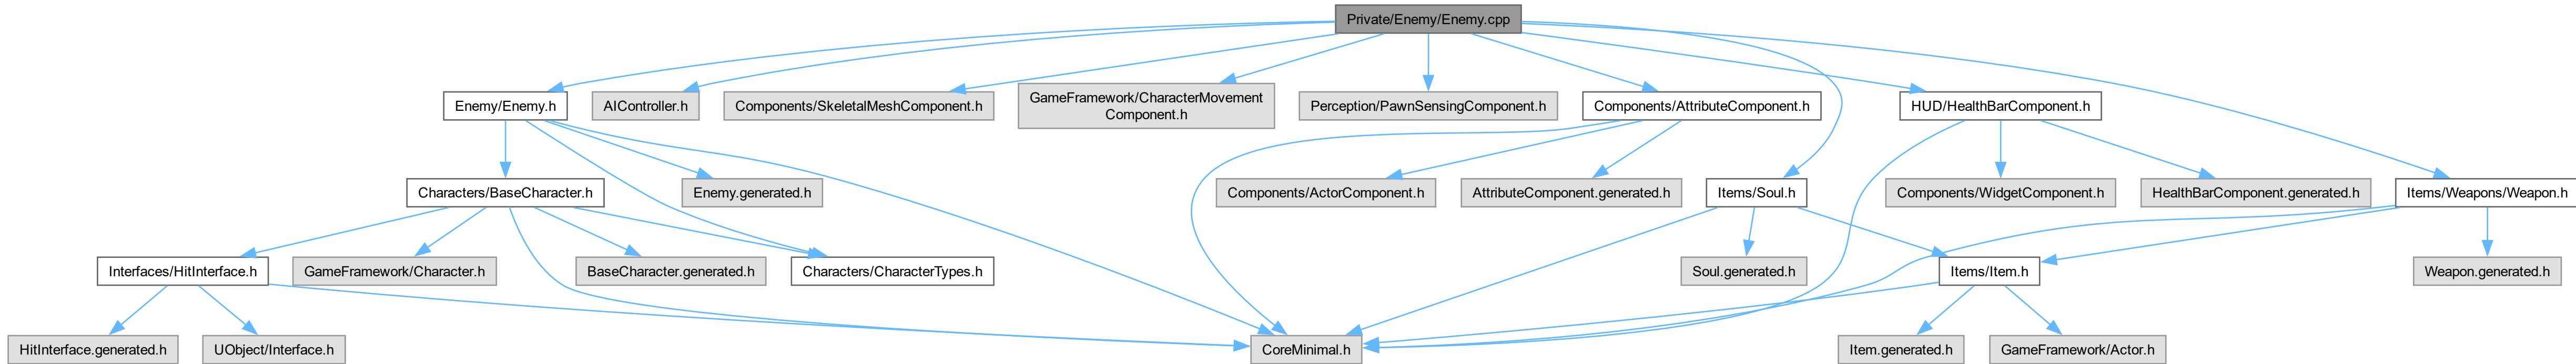 Private/Enemy/Enemy.cpp
Enemy/Enemy.h
AIController.h
Components/SkeletalMeshComponent.h
GameFramework/CharacterMovement
Component.h
Perception/PawnSensingComponent.h
Components/AttributeComponent.h
HUD/HealthBarComponent.h
Characters/BaseCharacter.h
Enemy.generated.h
Components/ActorComponent.h
AttributeComponent.generated.h
Items/Soul.h
Components/WidgetComponent.h
HealthBarComponent.generated.h
Items/Weapons/Weapon.h
Interfaces/HitInterface.h
GameFramework/Character.h
BaseCharacter.generated.h
Characters/CharacterTypes.h
Soul.generated.h
Items/Item.h
Weapon.generated.h
HitInterface.generated.h
UObject/Interface.h
CoreMinimal.h
Item.generated.h
GameFramework/Actor.h